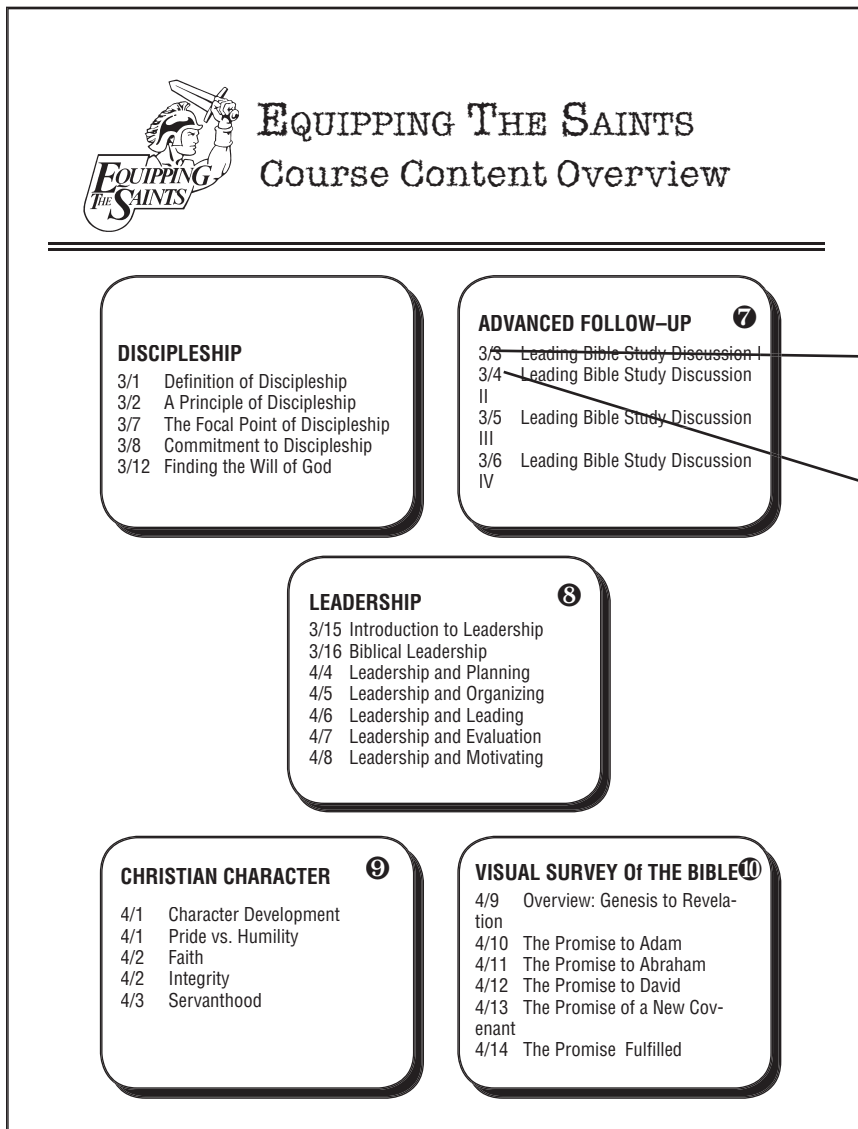 EQUIPPING THE SAINTS
EQUIPPING THE SAINTS
Course Content Overview
DISCIPLESHIP
3/1 Definition of Discipleship
3/2 A Principle of Discipleship
3/7 The Focal Point of Discipleship
3/8 Commitment to Discipleship
3/12 Finding the Will of God
ADVANCED FOLLOW–UP ❼
3/3 Leading Bible Study Discussion I
3/4 Leading Bible Study Discussion
II
3/5 Leading Bible Study Discussion
III
3/6 Leading Bible Study Discussion
IV
LEADERSHIP ❽
3/15 Introduction to Leadership
3/16 Biblical Leadership
4/4 Leadership and Planning
4/5 Leadership and Organizing
4/6 Leadership and Leading
4/7 Leadership and Evaluation
4/8 Leadership and Motivating
CHRISTIAN CHARACTER ❾
4/1 Character Development
4/1 Pride vs. Humility
4/2 Faith
4/2 Integrity
4/3 Servanthood
VISUAL SURVEY Of THE BIBLE ❿
4/9 Overview: Genesis to Revela-
tion
4/10 The Promise to Adam
4/11 The Promise to Abraham
4/12 The Promise to David
4/13 The Promise of a New Cov-
enant
4/14 The Promise Fulfilled